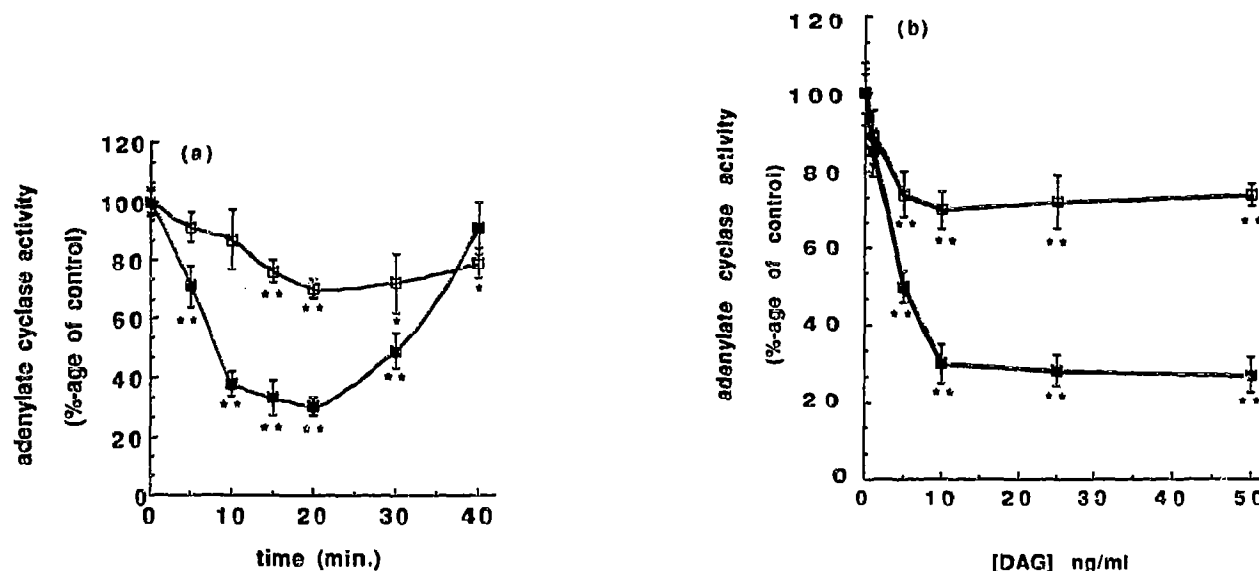 (a)
adenylate cyclase activity
(%-age of control)
120
100
80
60
40
20
0
0 10 20 30 40
time (min.)
** ** *
** ** ** ** **
*
(b)
adenylate cyclase activity
(%-age of control)
120
100
80
60
40
20
0
0 10 20 30 40 50
[DAG] ng/ml
** ** ** **
** ** ** **